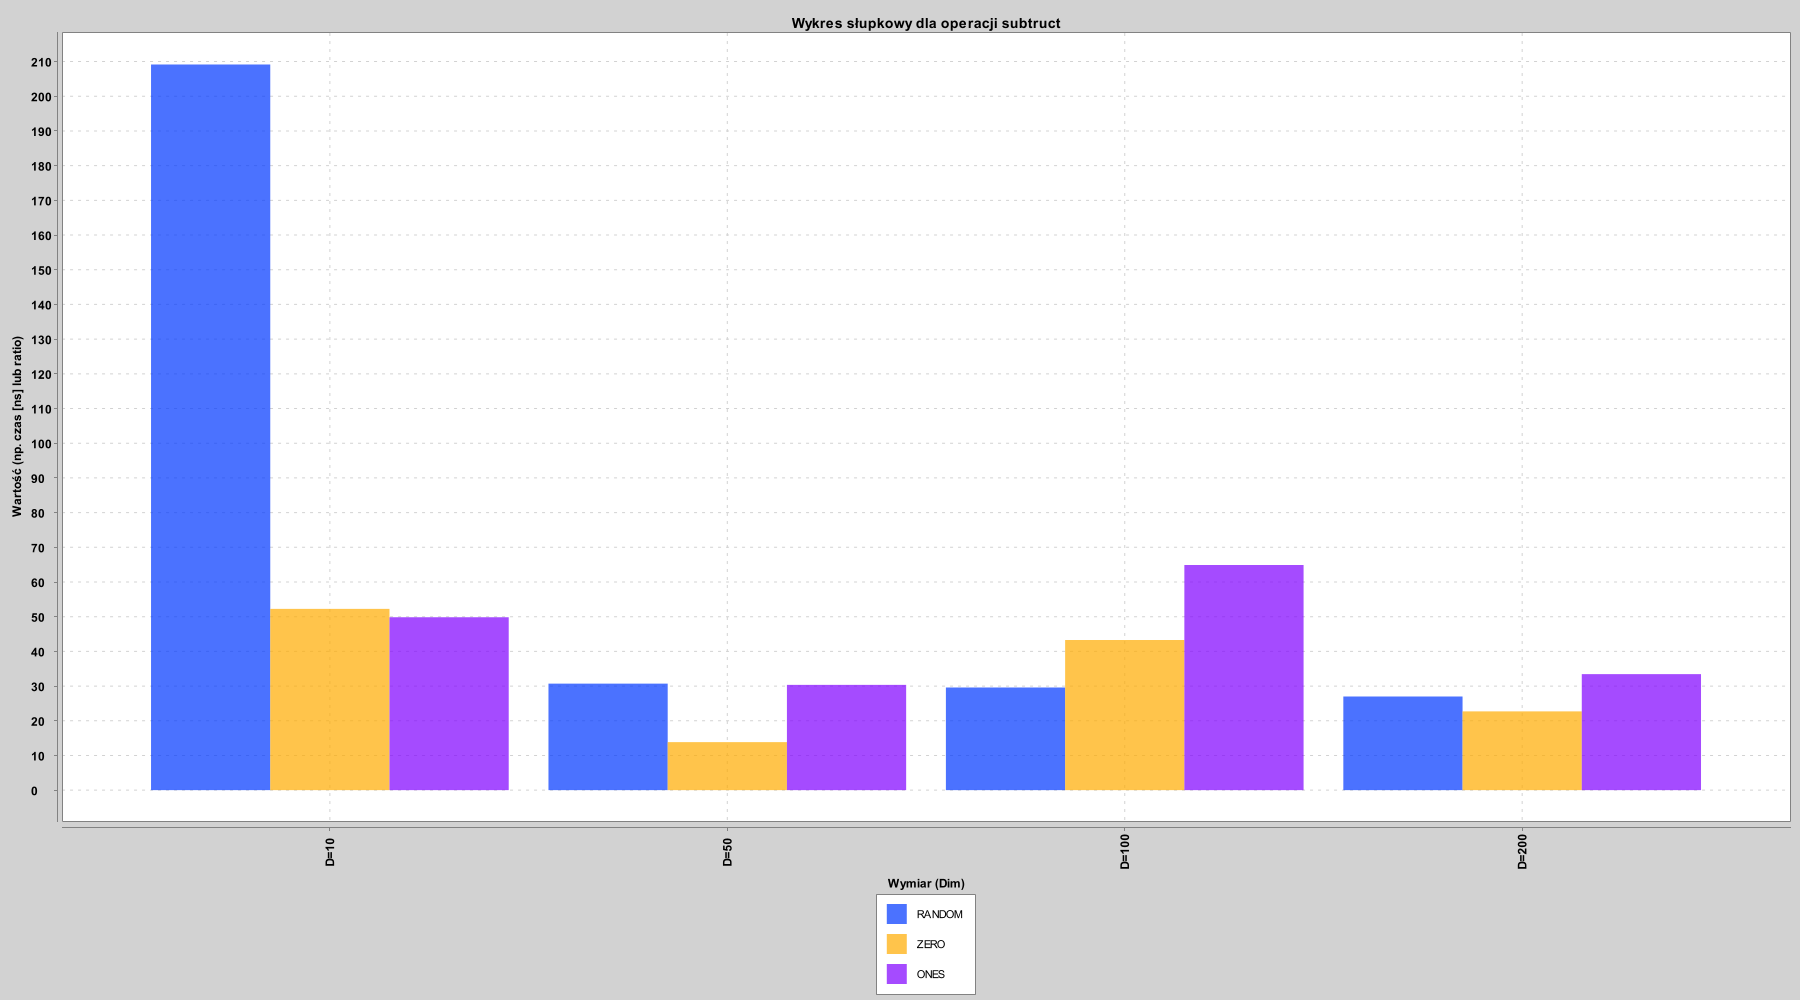 Wykres słupkowy dla operacji subtruct
Wartość (np. czas [ns] lub ratio)
210
200
190
180
170
160
150
140
130
120
110
100
90
80
70
60
50
40
30
20
10
0
D=10
D=50
D=100
D=200
Wymiar (Dim)
RANDOM
ZERO
ONES